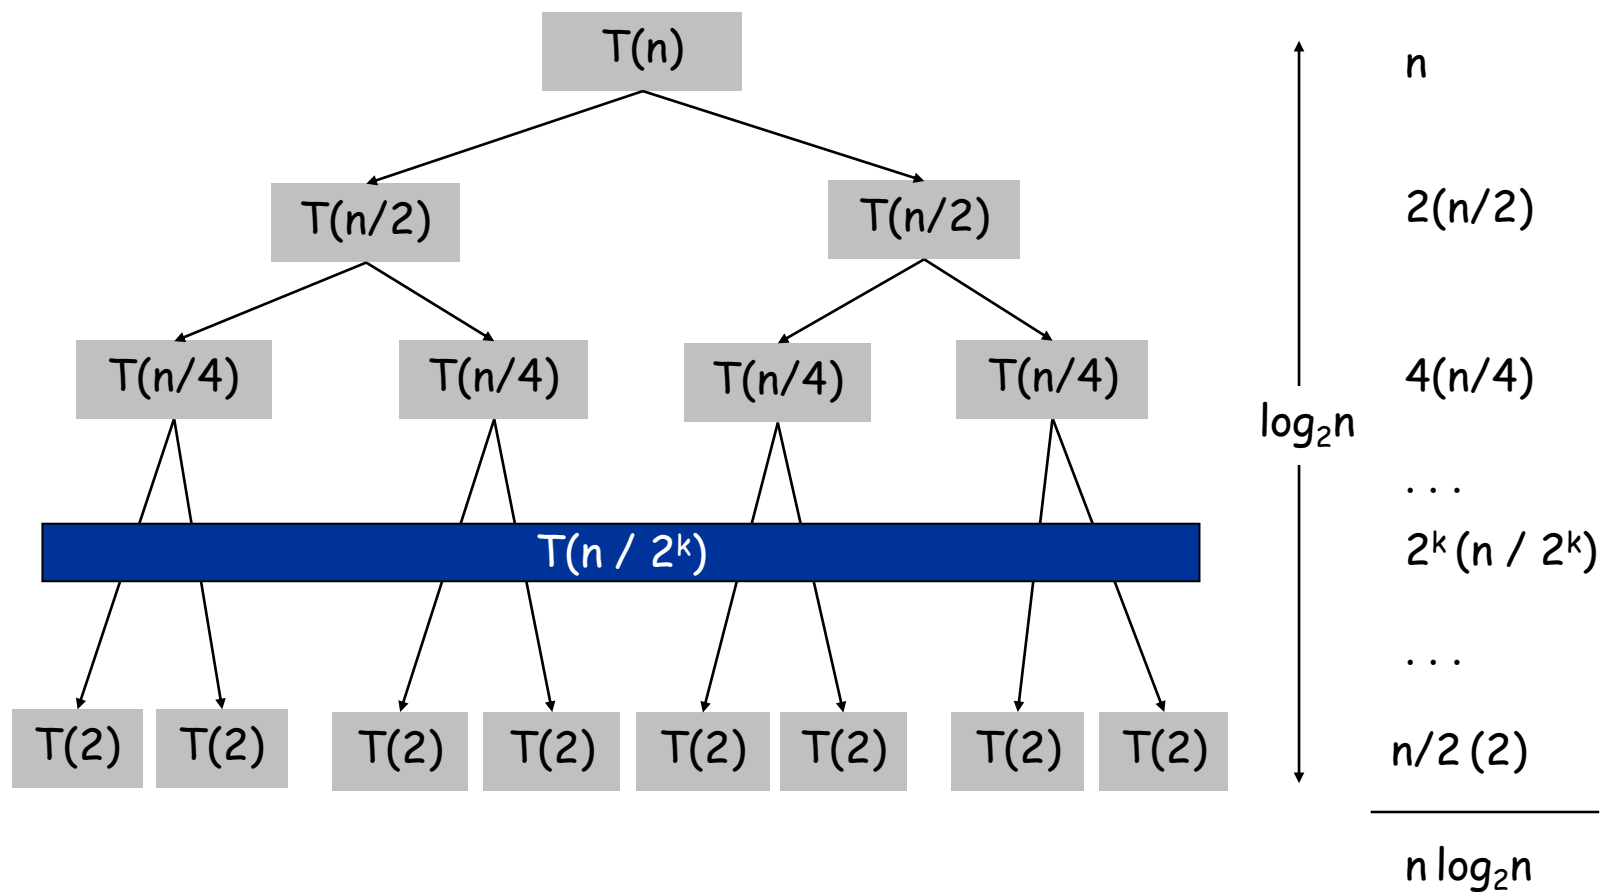 T(n)
n
T(n/2) T(n/2)
2(n/2)
T(n/4) T(n/4) T(n/4) T(n/4)
4(n/4)
log₂n
. . .
T(n / 2ᵏ)
2ᵏ (n / 2ᵏ)
. . .
T(2) T(2) T(2) T(2) T(2) T(2) T(2) T(2)
n/2 (2)
n log₂n